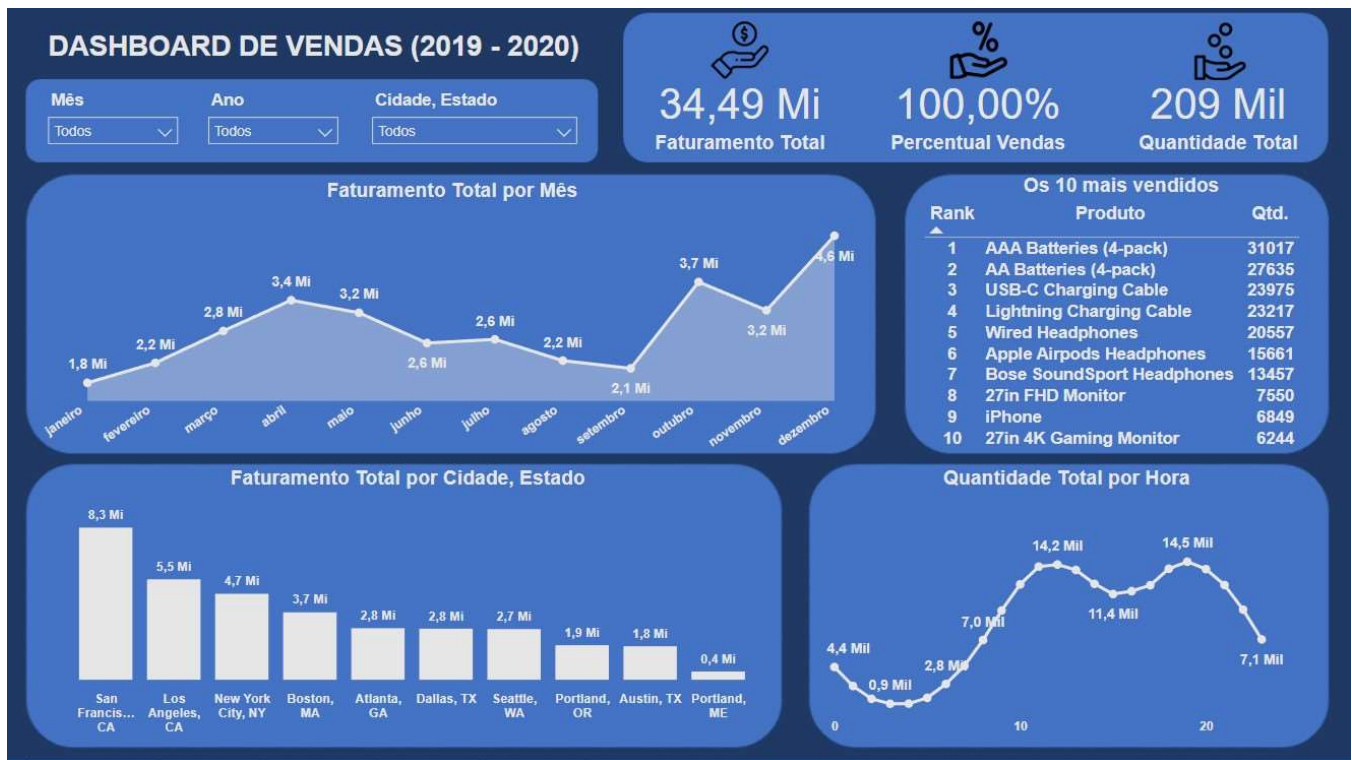 DASHBOARD DE VENDAS (2019 - 2020)
Mês
Ano
Cidade, Estado
Todos
Todos
Todos
$
%
34,49 Mi
100,00%
209 Mil
Faturamento Total
Percentual Vendas
Quantidade Total
Faturamento Total por Mês
1,8 Mi
2,2 Mi
2,8 Mi
3,4 Mi
3,2 Mi
2,6 Mi
2,6 Mi
2,2 Mi
2,1 Mi
3,7 Mi
3,2 Mi
4,6 Mi
janeiro
fevereiro
março
abril
maio
junho
julho
agosto
setembro
outubro
novembro
dezembro
Os 10 mais vendidos
Rank Produto Qtd.
1 AAA Batteries (4-pack) 31017
2 AA Batteries (4-pack) 27635
3 USB-C Charging Cable 23975
4 Lightning Charging Cable 23217
5 Wired Headphones 20557
6 Apple Airpods Headphones 15661
7 Bose SoundSport Headphones 13457
8 27in FHD Monitor 7550
9 iPhone 6849
10 27in 4K Gaming Monitor 6244
Faturamento Total por Cidade, Estado
8,3 Mi
5,5 Mi
4,7 Mi
3,7 Mi
2,8 Mi
2,8 Mi
2,7 Mi
1,9 Mi
1,8 Mi
0,4 Mi
San
Francis...
CA
Los
Angeles,
CA
New York
City, NY
Boston,
MA
Atlanta,
GA
Dallas, TX
Seattle,
WA
Portland,
OR
Austin, TX
Portland,
ME
Quantidade Total por Hora
4,4 Mil
0,9 Mil
2,8 Mil
7,0 Mil
14,2 Mil
11,4 Mil
14,5 Mil
7,1 Mil
0
10
20